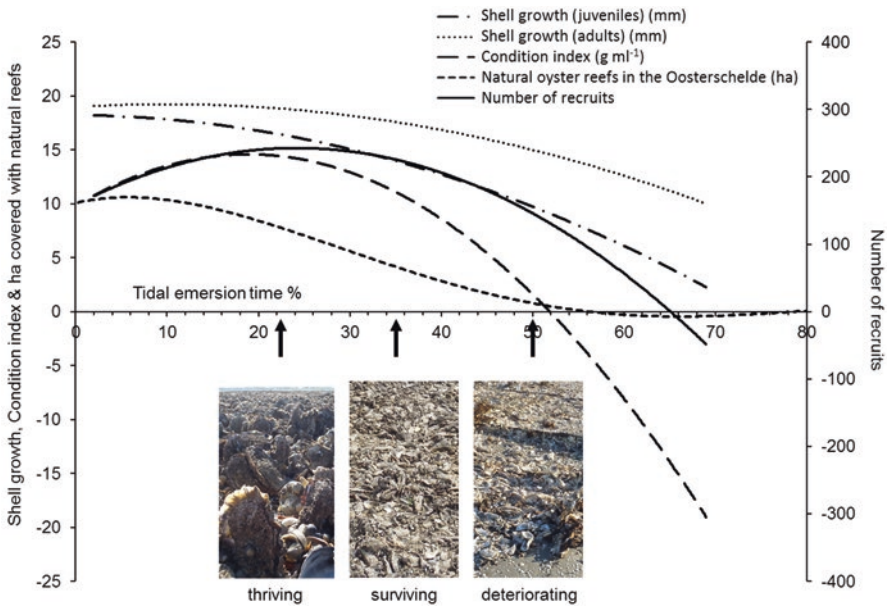 Shell growth (juveniles) (mm)
Shell growth (adults) (mm)
Condition index (g ml⁻¹)
Natural oyster reefs in the Oosterschelde (ha)
Number of recruits
25
20
15
10
5
0
-5
-10
-15
-20
-25
Shell growth, Condition index & ha covered with natural reefs
400
300
200
100
0
-100
-200
-300
-400
Number of recruits
Tidal emersion time %
0 10 20 30 40 50 60 70 80
thriving surviving deteriorating